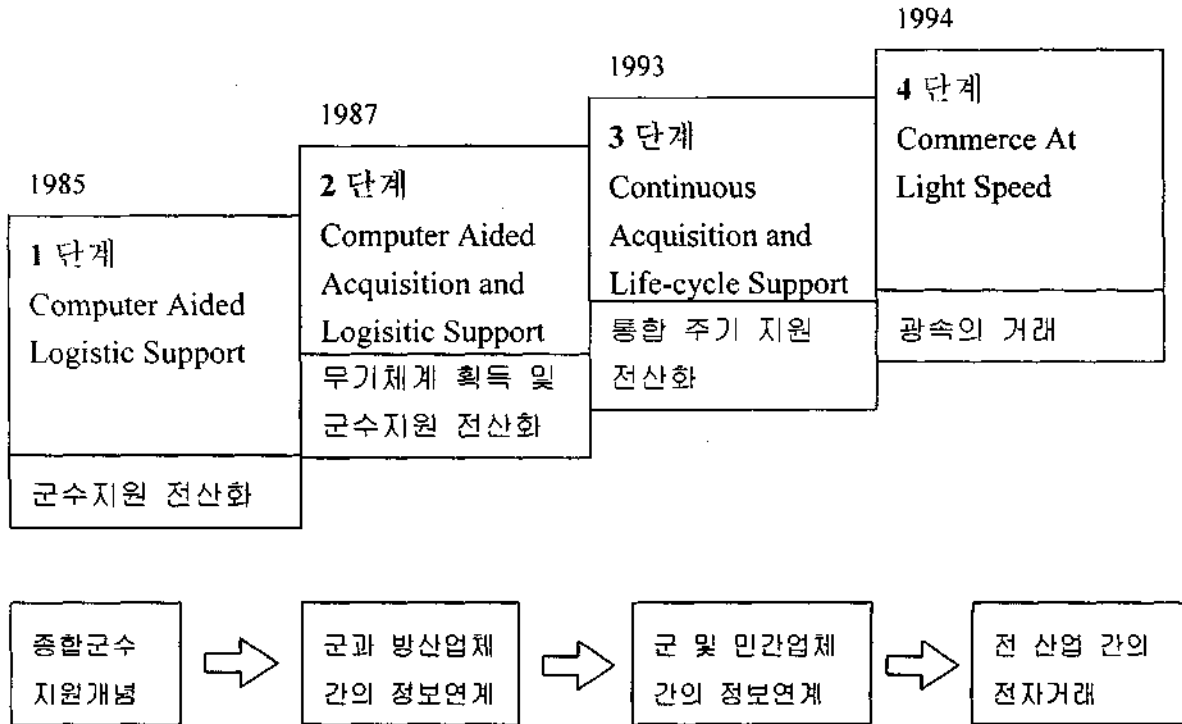 1985
1 단계
Computer Aided
Logistic Support
군수지원 전산화
1987
2 단계
Computer Aided
Acquisition and
Logisitic Support
무기체계 획득 및
군수지원 전산화
1993
3 단계
Continuous
Acquisition and
Life-cycle Support
통합 주기 지원
전산화
1994
4 단계
Commerce At
Light Speed
광속의 거래
종합군수
지원개념
군과 방산업체
간의 정보연계
군 및 민간업체
간의 정보연계
전 산업 간의
전자거래